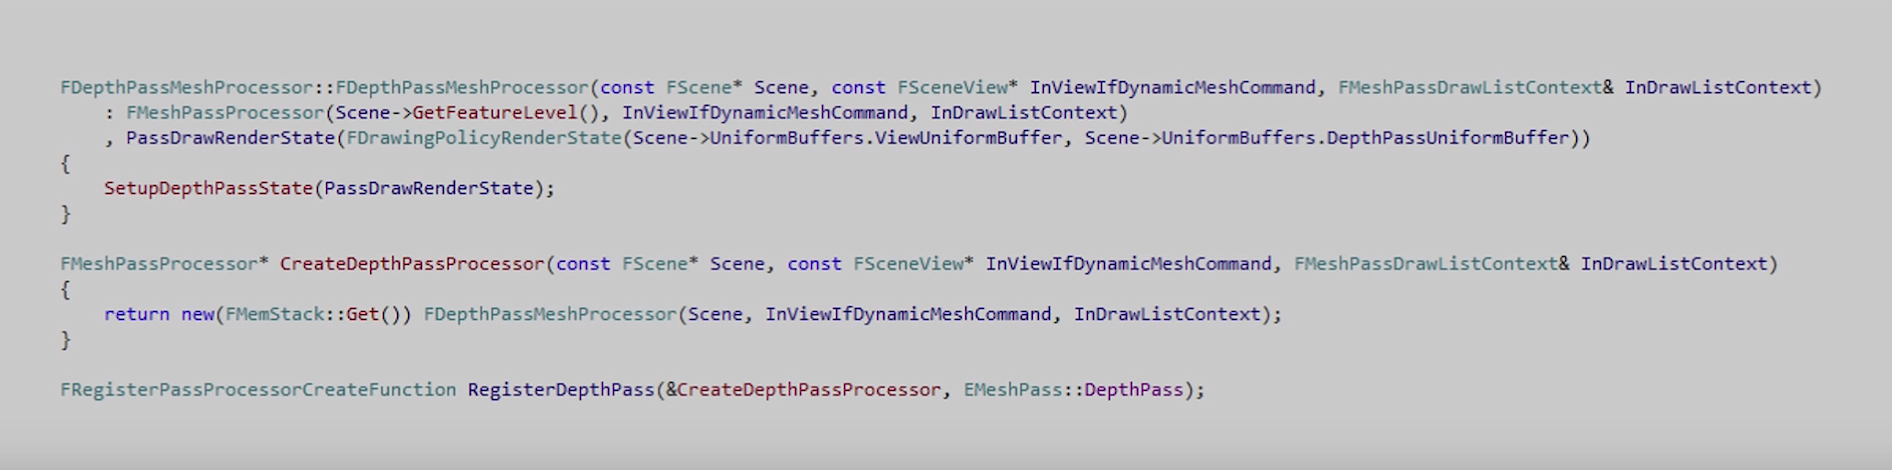 FDepthPassMeshProcessor::FDepthPassMeshProcessor(const FScene* Scene, const FSceneView* InViewIfDynamicMeshCommand, FMeshPassDrawListContext& InDrawListContext)
    : FMeshPassProcessor(Scene->GetFeatureLevel(), InViewIfDynamicMeshCommand, InDrawListContext)
    , PassDrawRenderState(FDrawingPolicyRenderState(Scene->UniformBuffers.ViewUniformBuffer, Scene->UniformBuffers.DepthPassUniformBuffer))
{
    SetupDepthPassState(PassDrawRenderState);
}

FMeshPassProcessor* CreateDepthPassProcessor(const FScene* Scene, const FSceneView* InViewIfDynamicMeshCommand, FMeshPassDrawListContext& InDrawListContext)
{
    return new(FMemStack::Get()) FDepthPassMeshProcessor(Scene, InViewIfDynamicMeshCommand, InDrawListContext);
}

FRegisterPassProcessorCreateFunction RegisterDepthPass(&CreateDepthPassProcessor, EMeshPass::DepthPass);